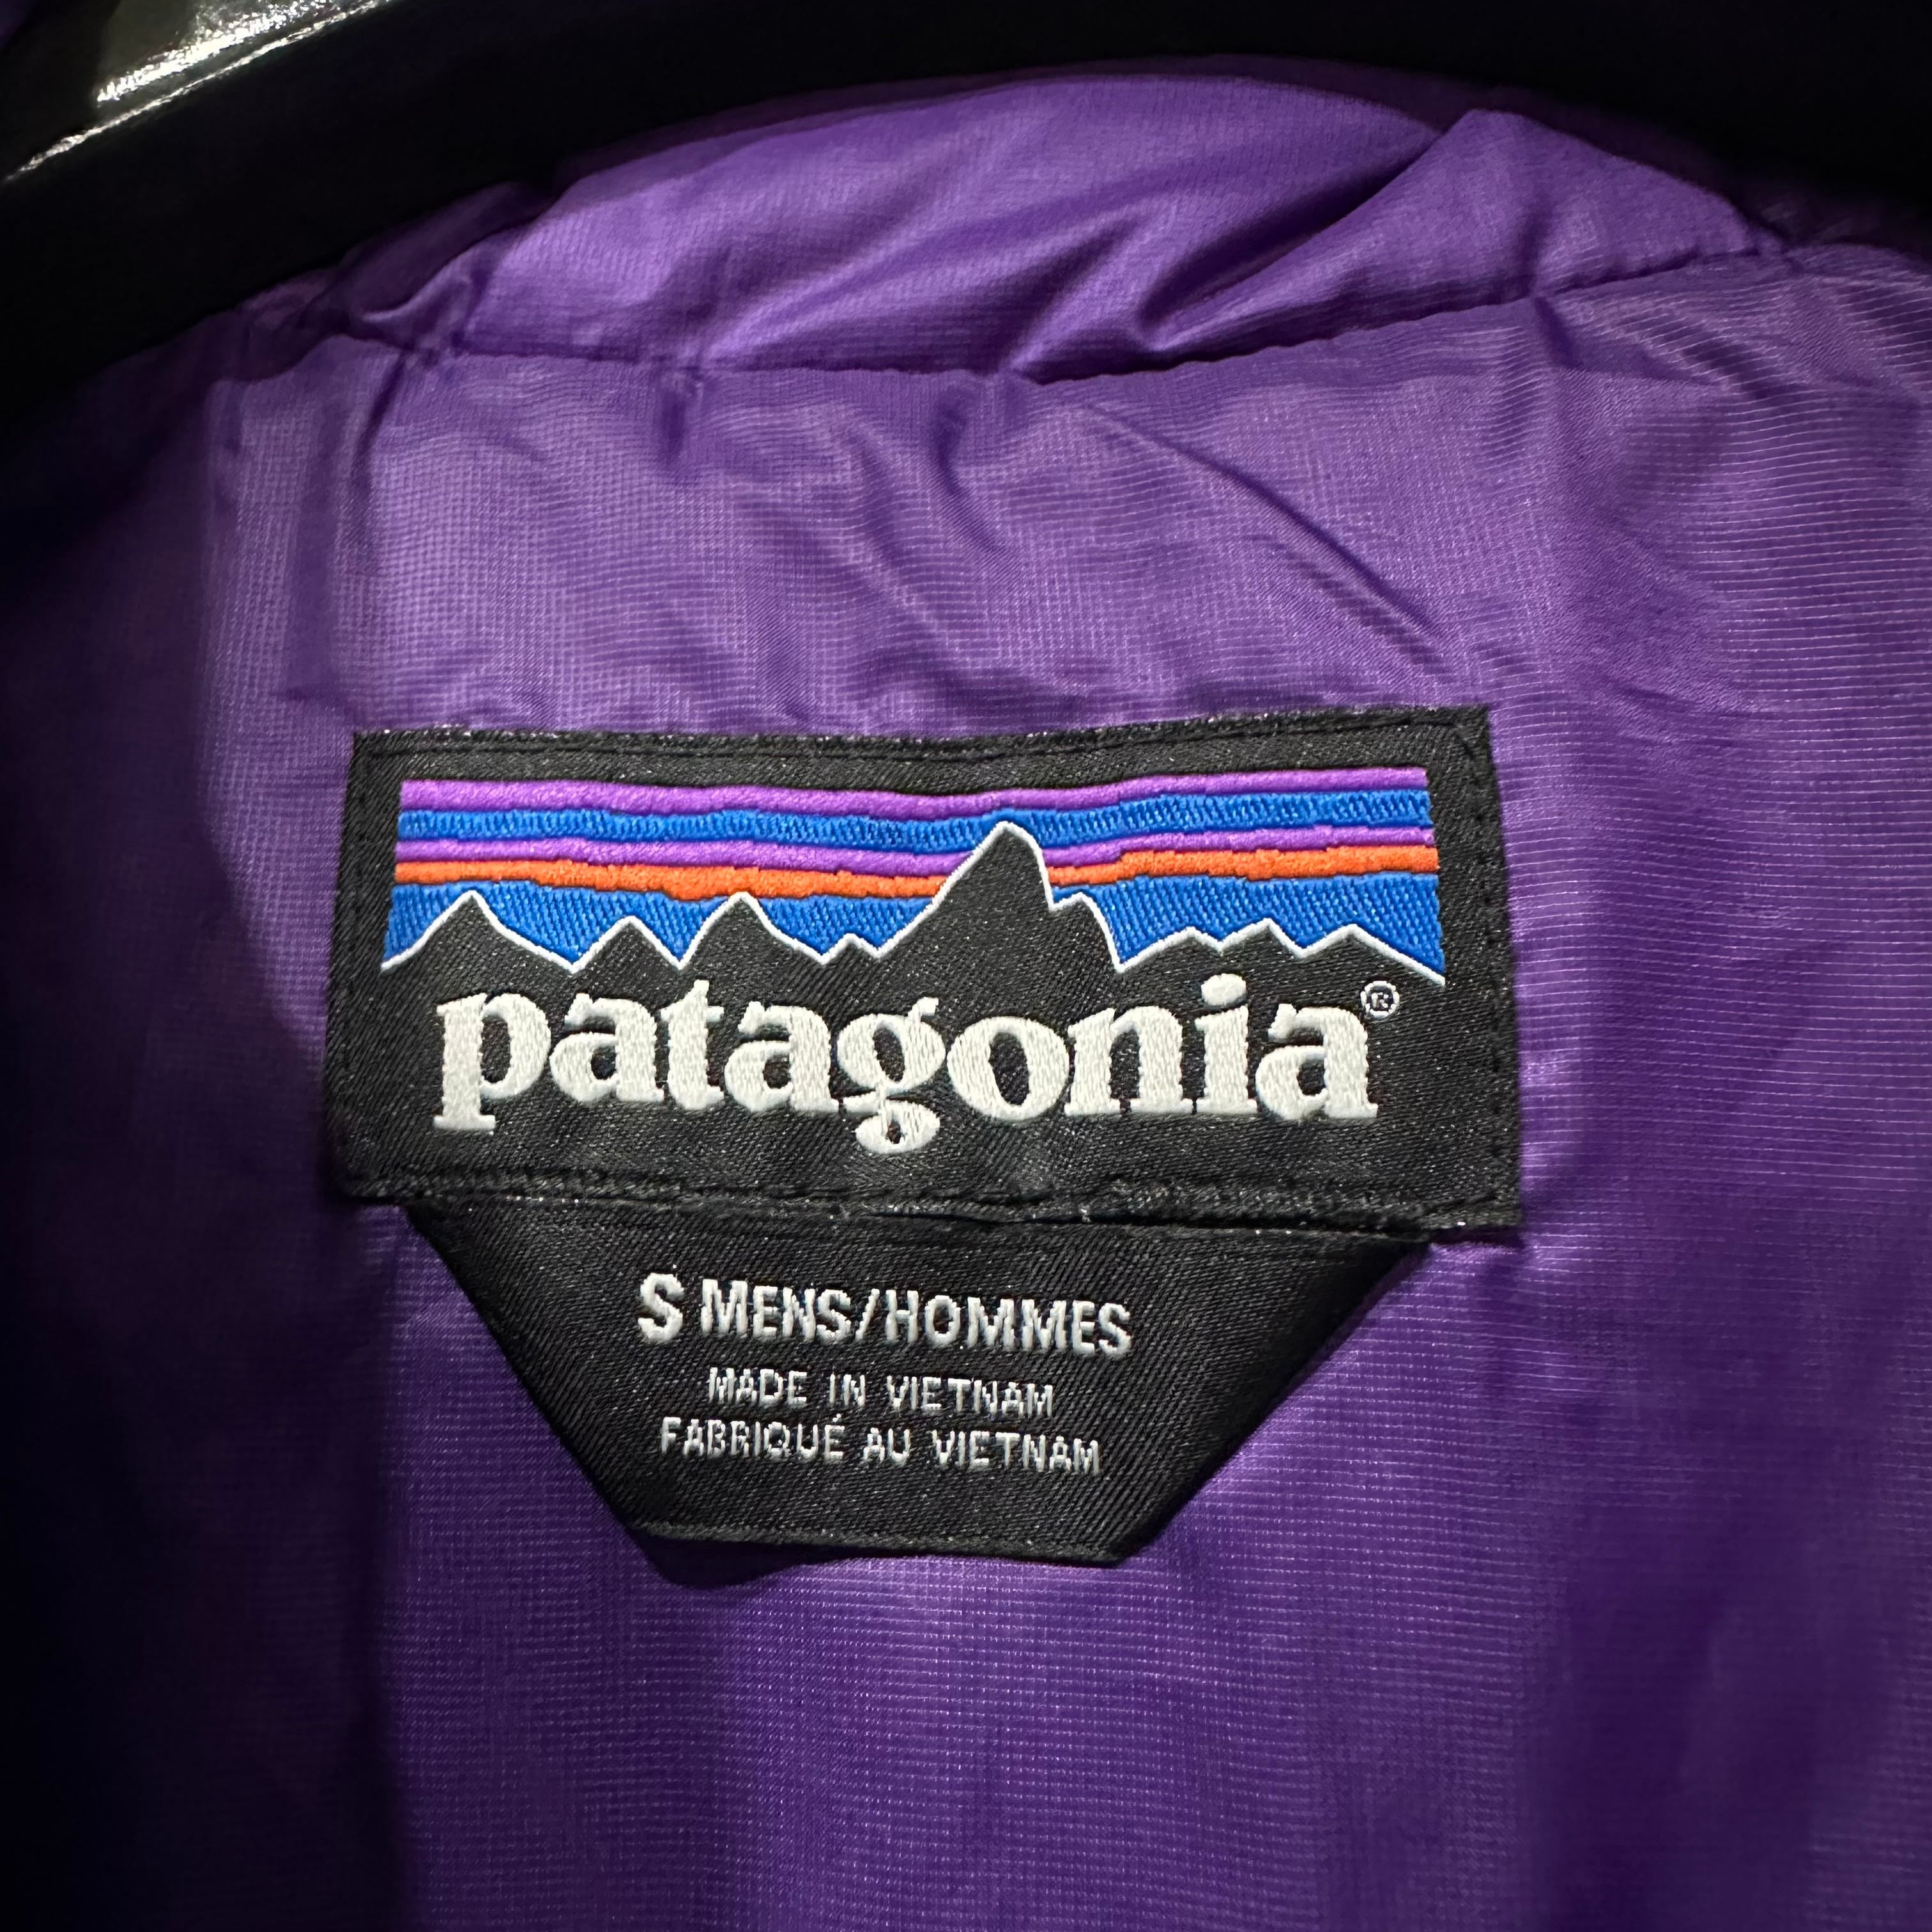 patagonia®
S MENS/HOMMES
MADE IN VIETNAM
FABRIQUÉ AU VIETNAM